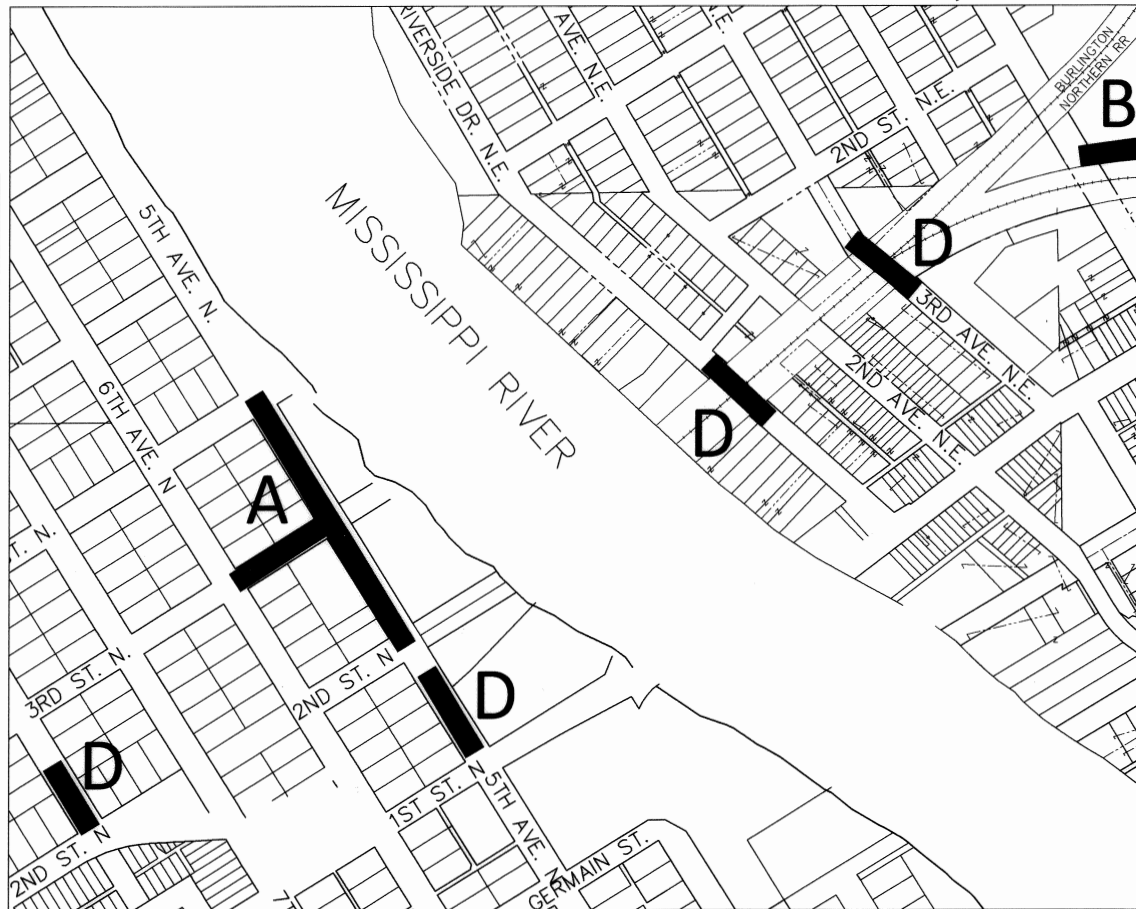 RIVERSIDE DR. N.E.
AVE. N.E.
N.E.
BURLINGTON
NORTHERN RR
B
2ND ST. N.E.
MISSISSIPPI RIVER
5TH AVE. N.
D
3RD AVE. N.E.
2ND AVE. N.E.
6TH AVE. N
D
A
T. N.
3RD ST. N.
2ND ST. N
D
D
1ST ST. N
5TH AVE. N
2ND ST. N
GERMAIN ST.